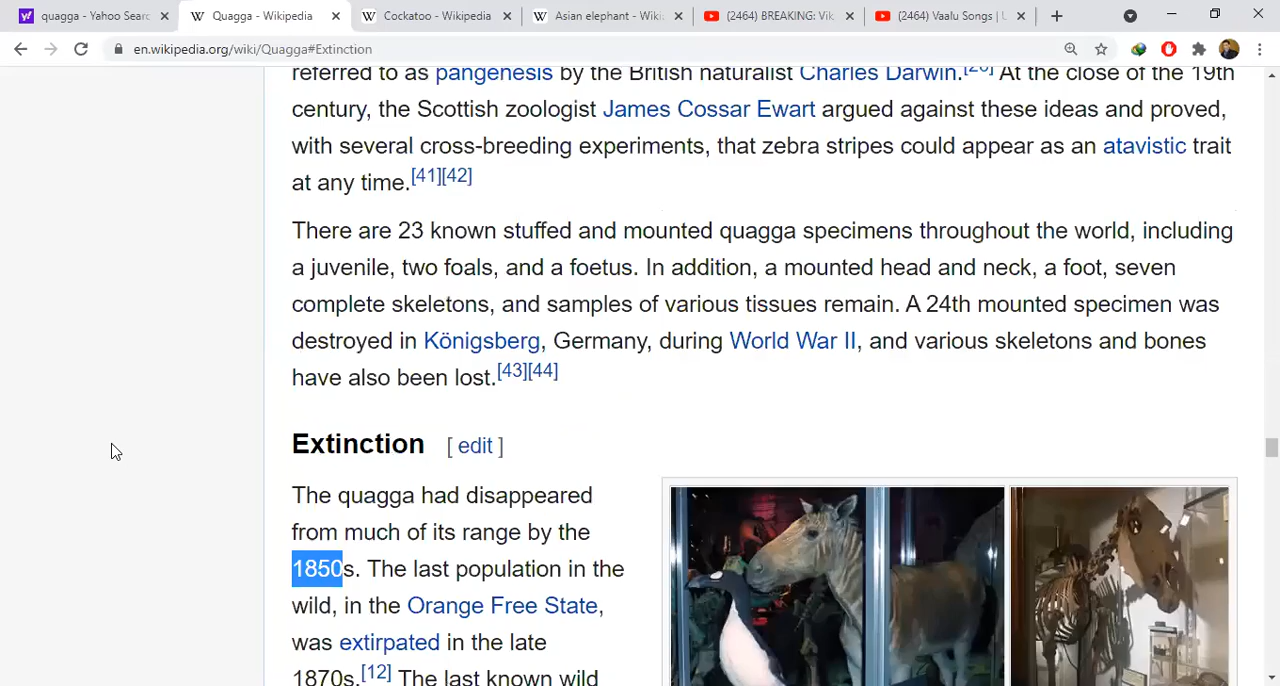 quagga - Yahoo Searc
Quagga - Wikipedia
Cockatoo - Wikipedia
Asian elephant - Wiki
(2464) BREAKING: Vik
(2464) Vaalu Songs |
en.wikipedia.org/wiki/Quagga#Extinction
referred to as pangenesis by the British naturalist Charles Darwin. At the close of the 19th
century, the Scottish zoologist James Cossar Ewart argued against these ideas and proved,
with several cross-breeding experiments, that zebra stripes could appear as an atavistic trait
at any time.[41][42]
There are 23 known stuffed and mounted quagga specimens throughout the world, including
a juvenile, two foals, and a foetus. In addition, a mounted head and neck, a foot, seven
complete skeletons, and samples of various tissues remain. A 24th mounted specimen was
destroyed in Königsberg, Germany, during World War II, and various skeletons and bones
have also been lost.[43][44]
Extinction [ edit ]
The quagga had disappeared
from much of its range by the
1850s. The last population in the
wild, in the Orange Free State,
was extirpated in the late
1870s.[12] The last known wild